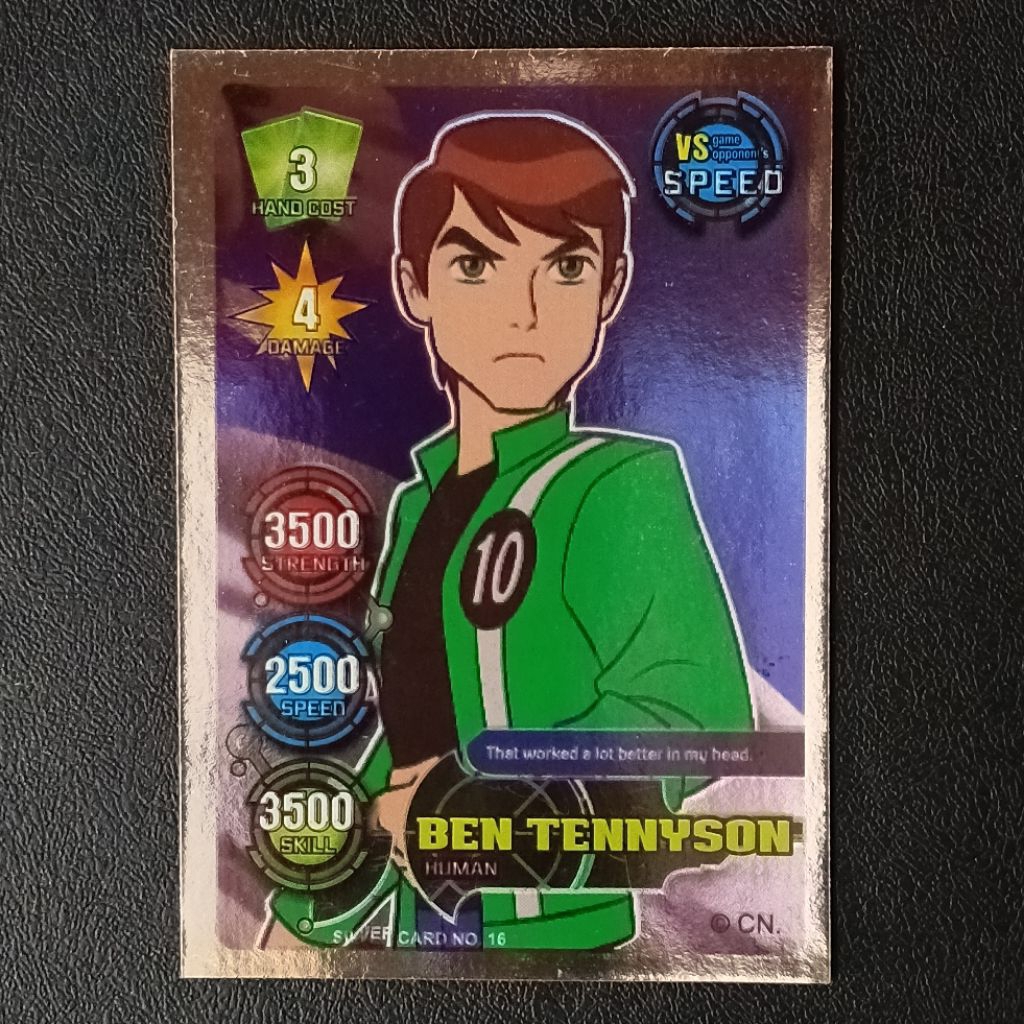 3
HAND COST
VS game
opponent's
SPEED
4
DAMAGE
3500
STRENGTH
10
2500
SPEED
That worked a lot better in my head.
3500
SKILL
BEN TENNYSON
HUMAN
© CN.
SILVER CARD NO. 16